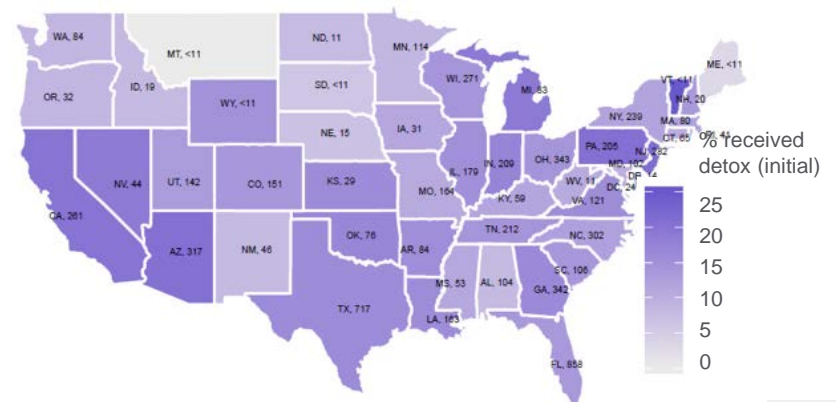 WA, 84
MT, <11
ND, 11
MN, 114
ME, <11
VT, <11
NH, 20
OR, 32
ID, 19
SD, <11
WI, 271
MI, 83
NY, 239
MA, 80
CT, 65
WY, <11
NE, 15
IA, 31
PA, 205
NJ, 282
NV, 44
UT, 142
CO, 151
KS, 29
IL, 179
IN, 209
OH, 343
MD, 102
DC, 24
WV, 11
VA, 121
CA, 261
MO, 164
KY, 59
AZ, 317
NM, 46
OK, 76
AR, 84
TN, 212
NC, 302
SC, 106
MS, 53
AL, 104
GA, 342
TX, 717
LA, 163
FL, 858
% received
detox (initial)
25
20
15
10
5
0